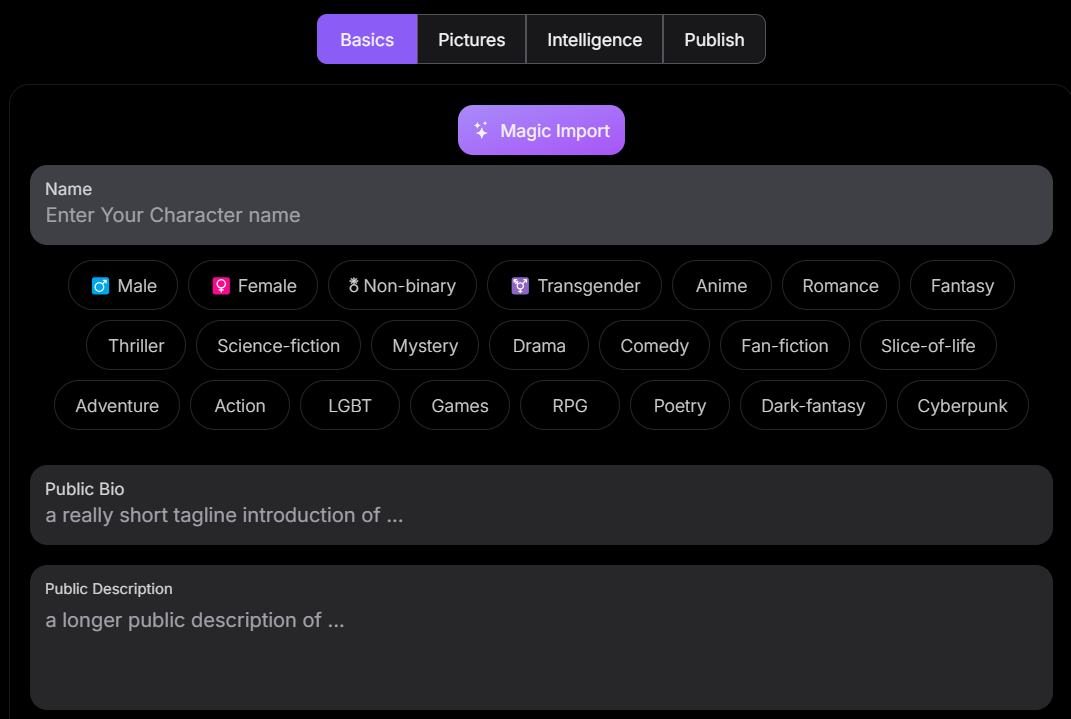 Basics Pictures Intelligence Publish
Magic Import
Name
Enter Your Character name
Male Female Non-binary Transgender Anime Romance Fantasy
Thriller Science-fiction Mystery Drama Comedy Fan-fiction Slice-of-life
Adventure Action LGBT Games RPG Poetry Dark-fantasy Cyberpunk
Public Bio
a really short tagline introduction of ...
Public Description
a longer public description of ...